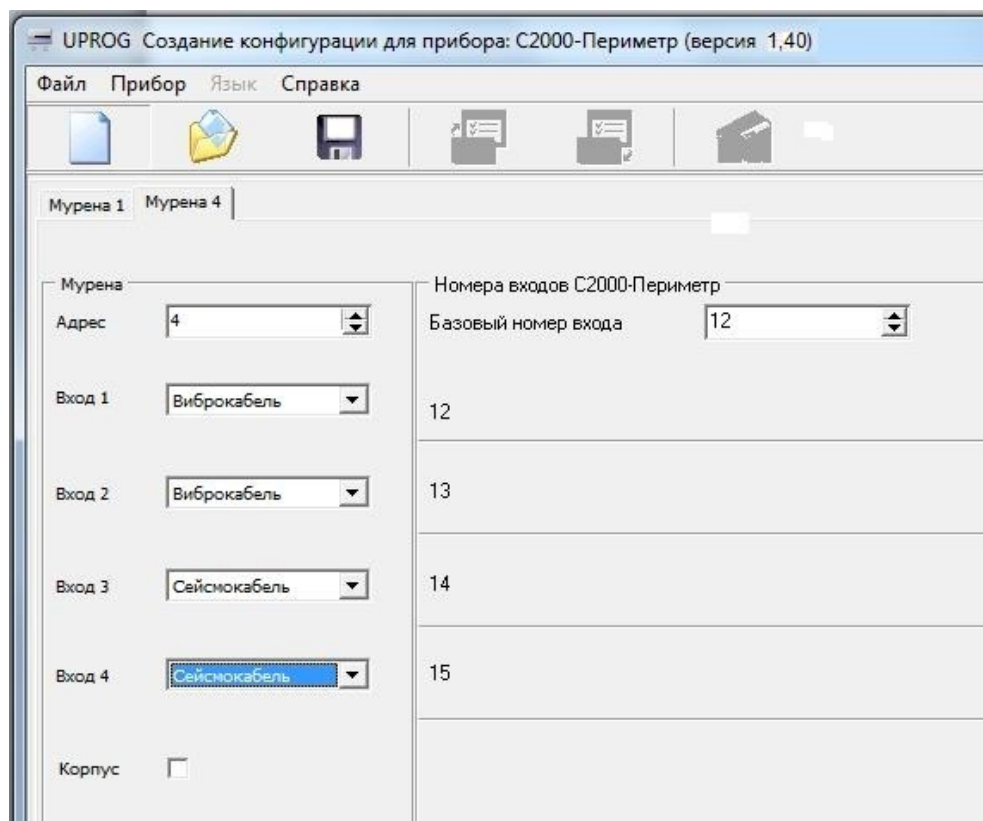 UPROG Создание конфигурации для прибора: С2000-Периметр (версия 1,40)
Файл Прибор Язык Справка
Мурена 1 Мурена 4
Мурена Номера входов С2000-Периметр
Адрес 4 Базовый номер входа 12
Вход 1 Виброкабель 12
Вход 2 Виброкабель 13
Вход 3 Сейсмокабель 14
Вход 4 Сейсмокабель 15
Корпус